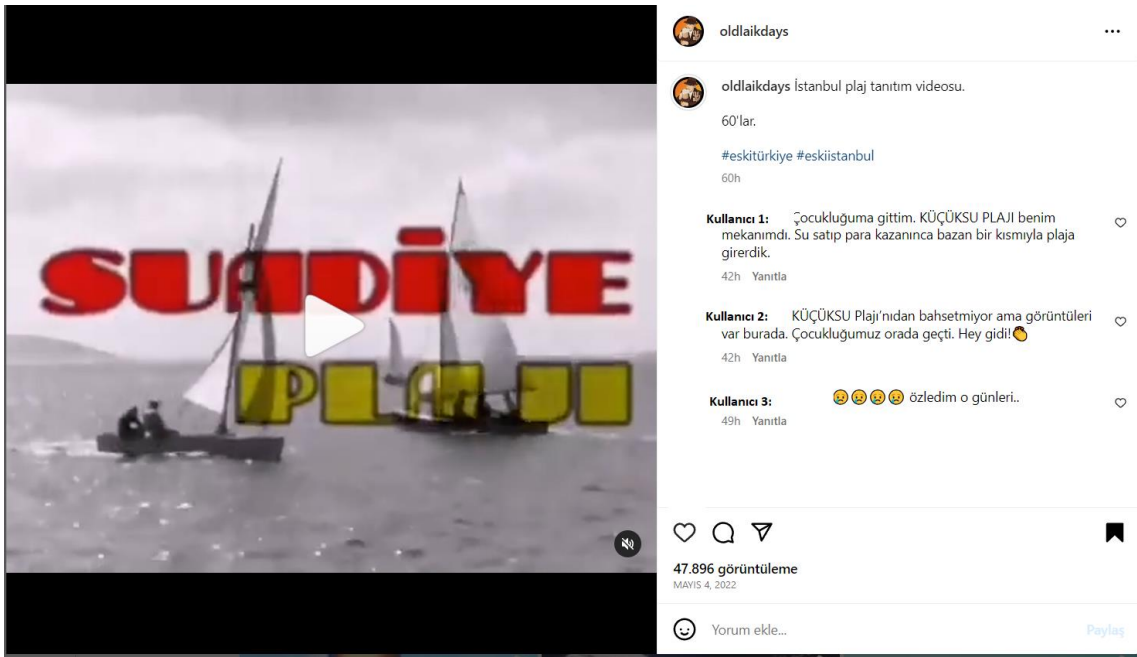 SUADİYE
PLAJI
oldlaikdays
oldlaikdays İstanbul plaj tanıtım videosu.
60'lar.
#eskitürkiye #eskiistanbul
60h
Kullanıcı 1: Çocukluğuma gittim. KÜÇÜKSU PLAJI benim
mekanımdı. Su satıp para kazanınca bazan bir kısmıyla plaja
girerdik.
42h Yanıtla
Kullanıcı 2: KÜÇÜKSU Plajı'nıdan bahsetmiyor ama görüntüleri
var burada. Çocukluğumuz orada geçti. Hey gidi!👏
42h Yanıtla
Kullanıcı 3: 😢😢😢😢 özledim o günleri..
49h Yanıtla
47.896 görüntüleme
MAYIS 4, 2022
Yorum ekle...
Paylaş